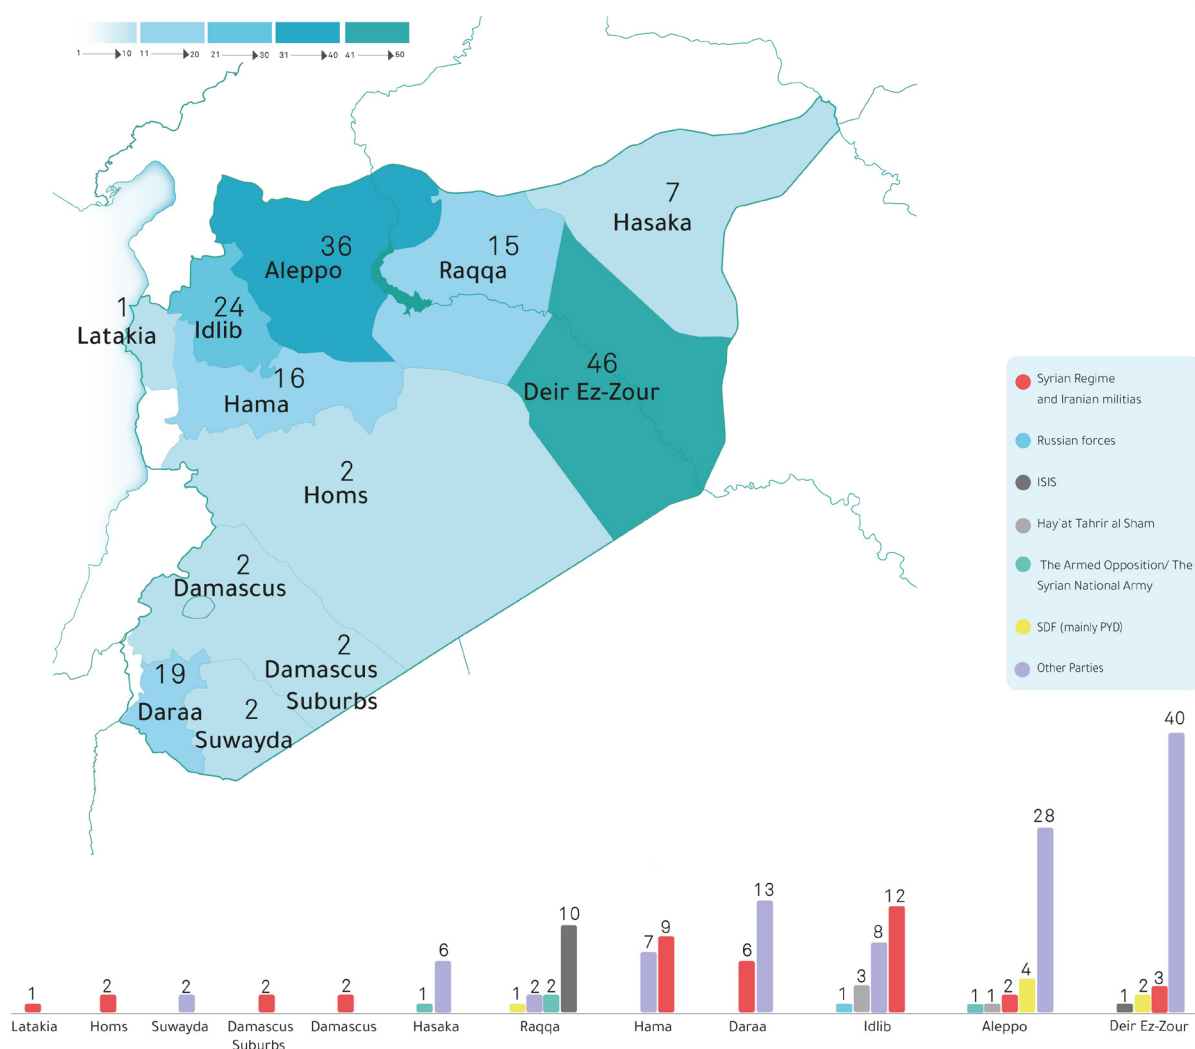 1 10 11 20 21 30 31 40 41 50
7
Hasaka
36
Aleppo
15
Raqqa
1
Latakia
24
Idlib
46
Deir Ez-Zour
16
Hama
2
Homs
2
Damascus
2
Damascus
Suburbs
19
Daraa
2
Suwayda
Syrian Regime
and Iranian militias
Russian forces
ISIS
Hay'at Tahrir al Sham
The Armed Opposition/ The
Syrian National Army
SDF (mainly PYD)
Other Parties
1
2
2
2
2
1 6
1 2 2 10
7 9
6 13
1 3 8 12
1 1 2 4 28
1 2 3 40
Latakia Homs Suwayda Damascus Damascus Hasaka Raqqa Hama Daraa Idlib Aleppo Deir Ez-Zour
Suburbs